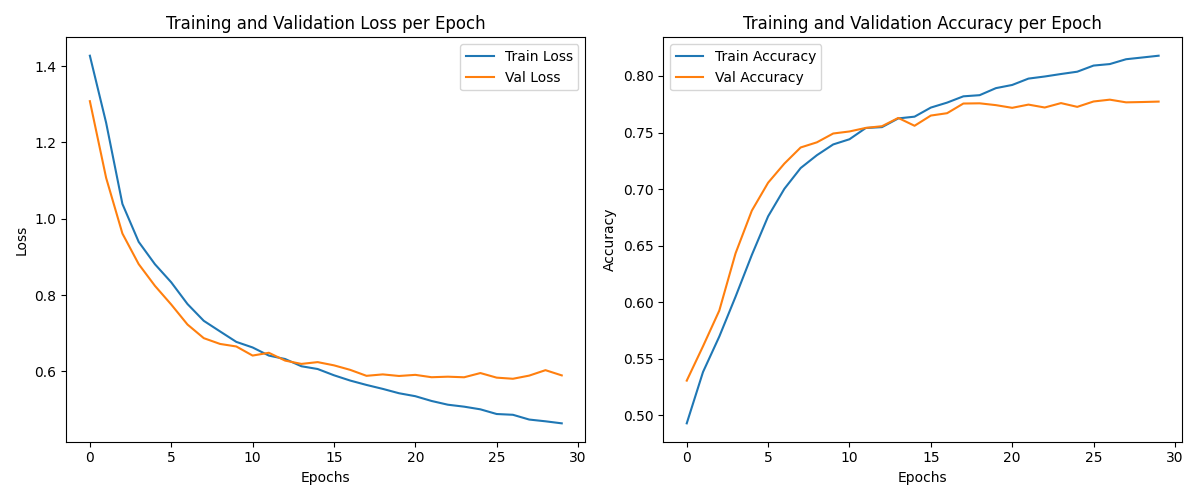 Training and Validation Loss per Epoch
Train Loss
Val Loss
1.4
1.2
1.0
0.8
0.6
Loss
0 5 10 15 20 25 30
Epochs
Training and Validation Accuracy per Epoch
Train Accuracy
Val Accuracy
0.80
0.75
0.70
0.65
0.60
0.55
0.50
Accuracy
0 5 10 15 20 25 30
Epochs